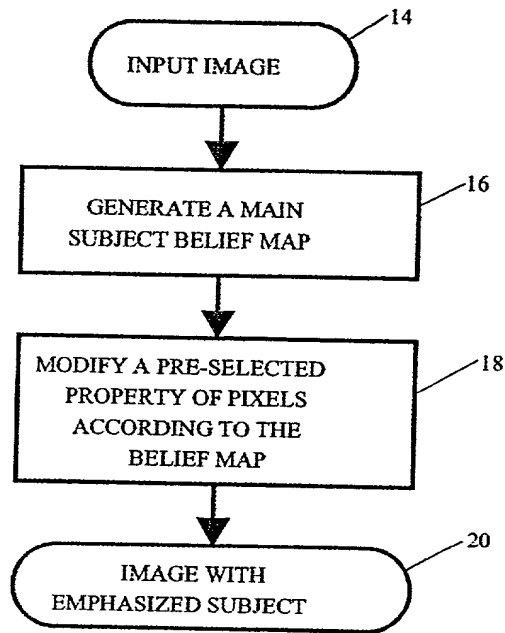 14
INPUT IMAGE
16
GENERATE A MAIN
SUBJECT BELIEF MAP
18
MODIFY A PRE-SELECTED
PROPERTY OF PIXELS
ACCORDING TO THE
BELIEF MAP
20
IMAGE WITH
EMPHASIZED SUBJECT